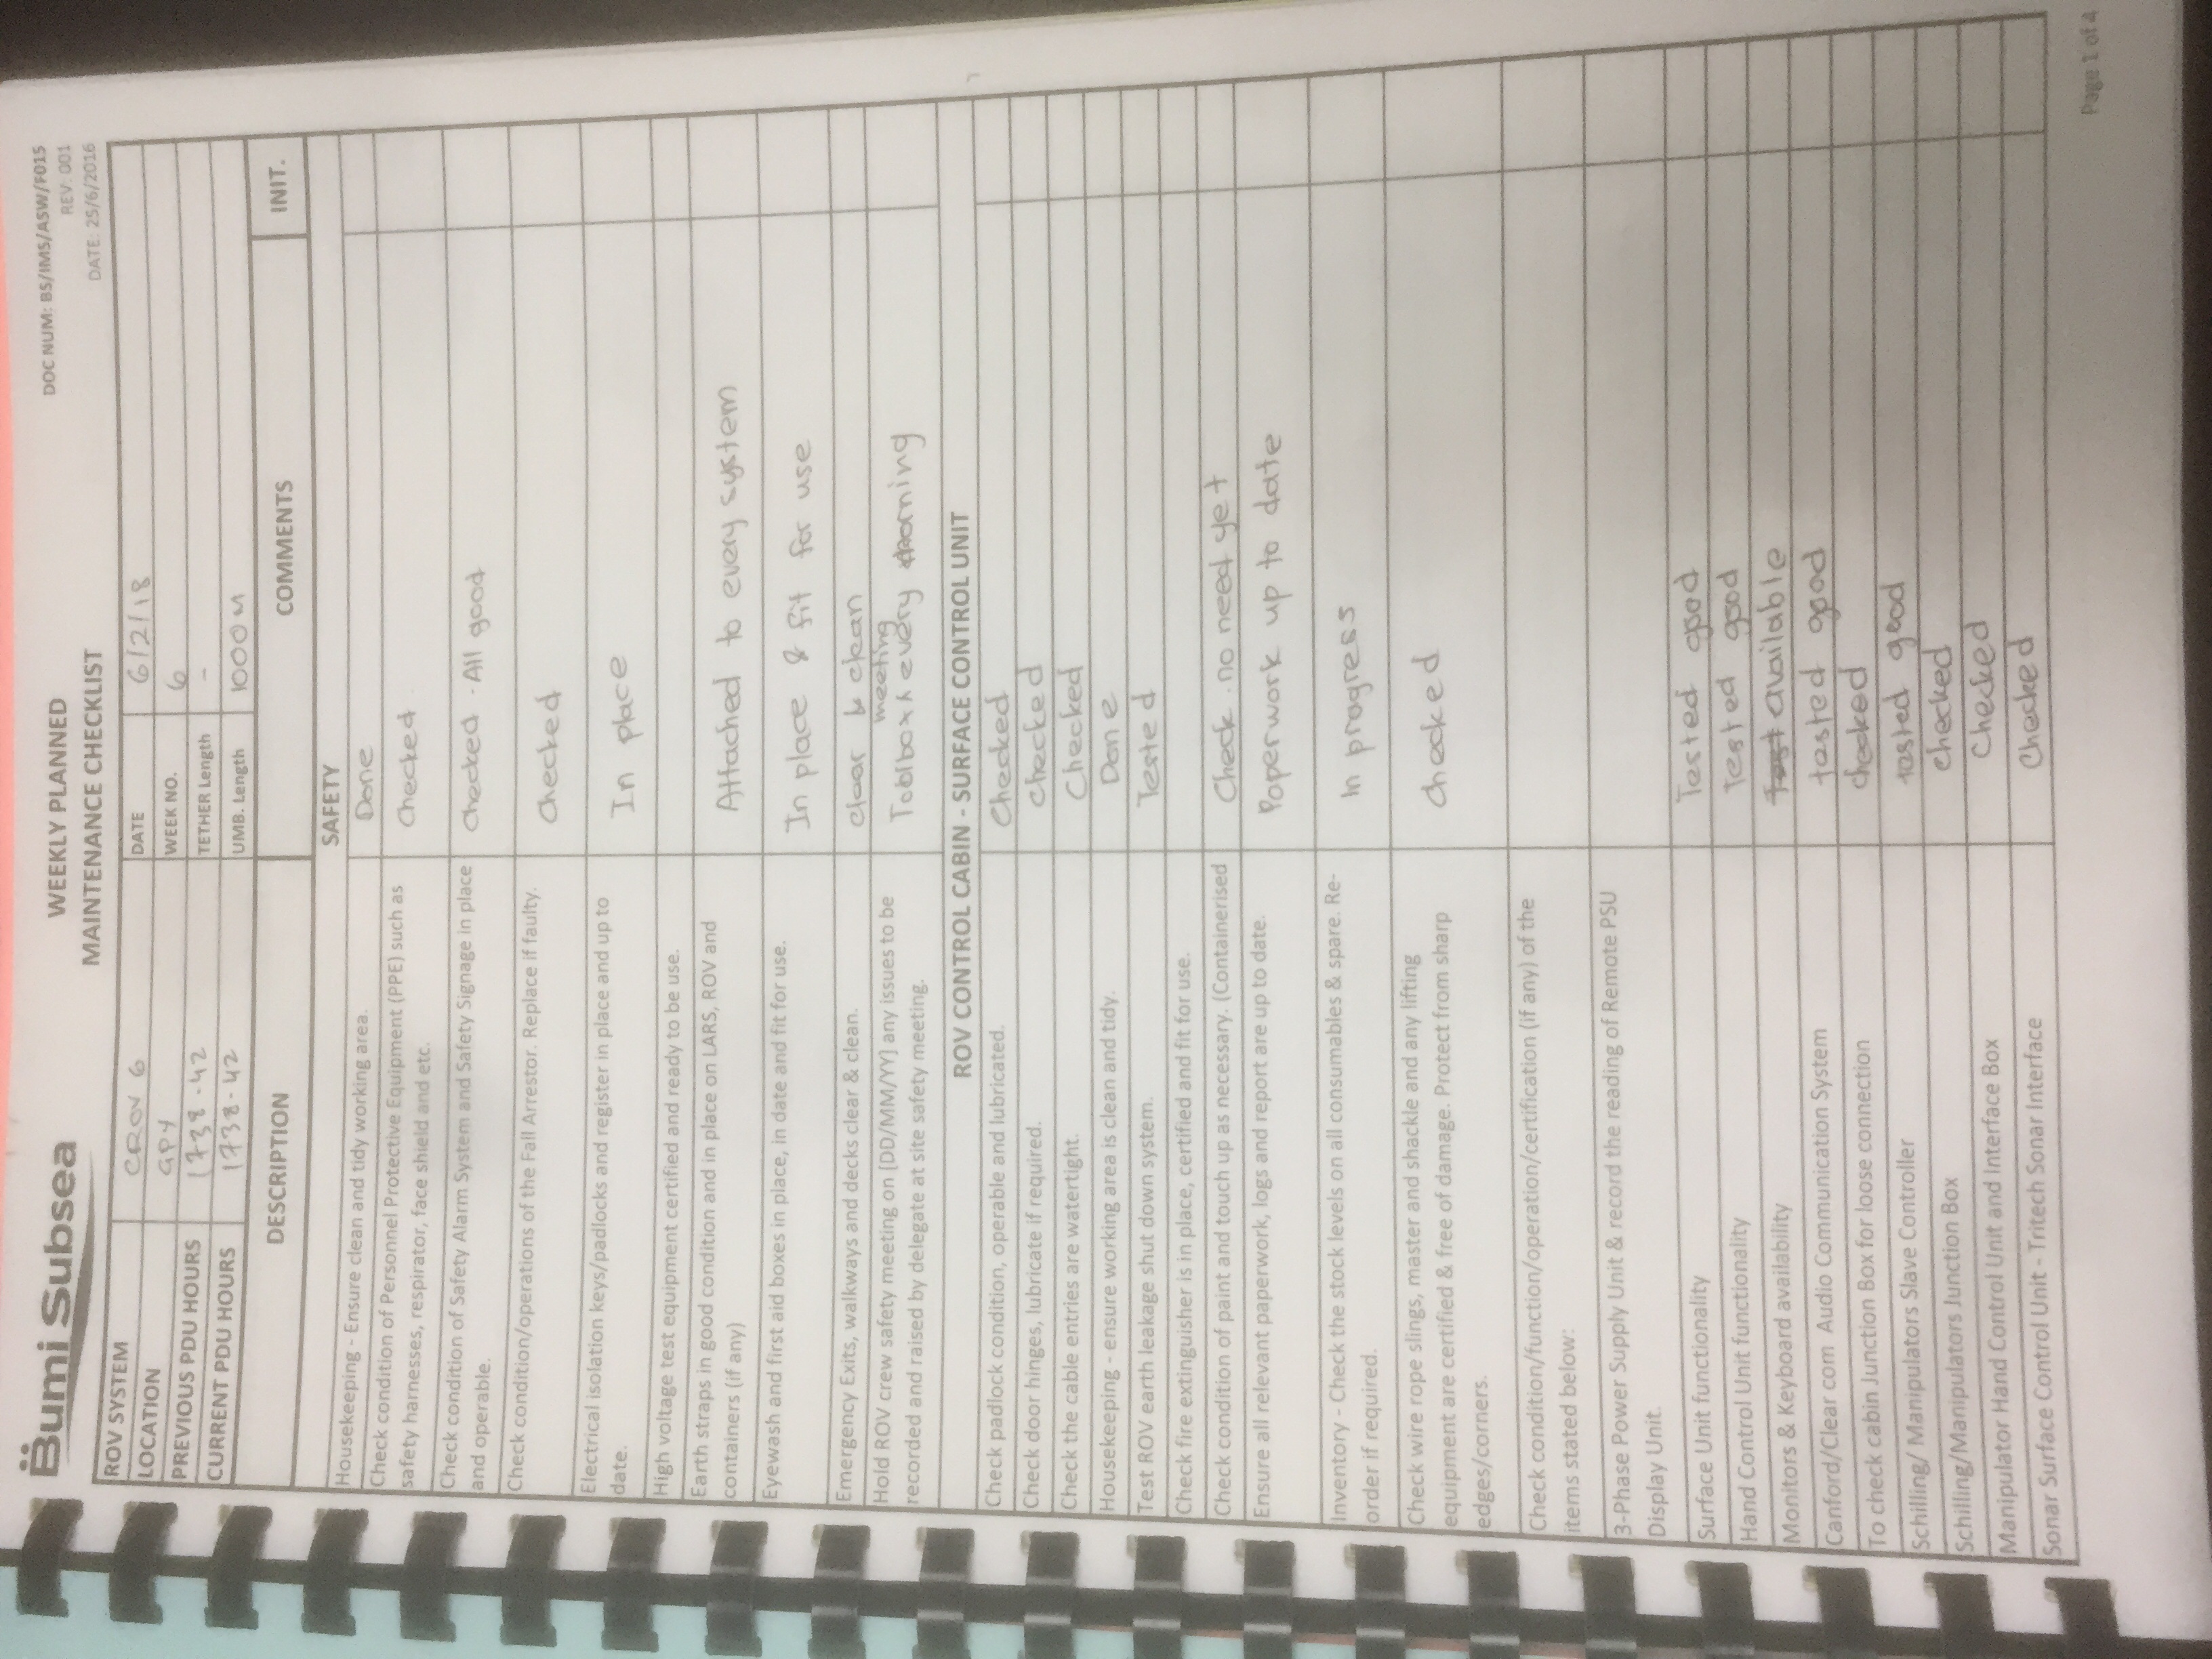 Bumi Subsea
WEEKLY PLANNED
MAINTENANCE CHECKLIST
DOC NUM: BS/IMS/ASW/F015
REV: 001
DATE: 25/6/2016
ROV SYSTEM CROV 6 DATE 6/2/18
LOCATION GPY WEEK NO. 6
PREVIOUS PDU HOURS 1738-42 TETHER Length -
CURRENT PDU HOURS 1738-42 UMB. Length 1000M
DESCRIPTION COMMENTS INIT.
SAFETY
Housekeeping - Ensure clean and tidy working area. Done
Check condition of Personnel Protective Equipment (PPE) such as
safety harnesses, respirator, face shield and etc.
Checked
Check condition of Safety Alarm System and Safety Signage in place
and operable.
Checked - All good
Check condition/operations of the Fall Arrestor. Replace if faulty.
Checked
Electrical isolation keys/padlocks and register in place and up to
date.
In place
High voltage test equipment certified and ready to be use.
Earth straps in good condition and in place on LARS, ROV and
containers (if any)
Attached to every system
Eyewash and first aid boxes in place, in date and fit for use.
In place & fit for use
Emergency Exits, walkways and decks clear & clean. clear & clean
Hold ROV crew safety meeting on [DD/MM/YY] any issues to be
recorded and raised by delegate at site safety meeting.
meeting
Toolbox ^ every morning
ROV CONTROL CABIN - SURFACE CONTROL UNIT
Check padlock condition, operable and lubricated. Checked
Check door hinges, lubricate if required. checked
Check the cable entries are watertight. Checked
Housekeeping - ensure working area is clean and tidy. Done
Test ROV earth leakage shut down system. Tested
Check fire extinguisher is in place, certified and fit for use.
Check condition of paint and touch up as necessary. (Containerised Check . no need yet
Ensure all relevant paperwork, logs and report are up to date. Paperwork up to date
Inventory - Check the stock levels on all consumables & spare. Re-
order if required.
In progress
Check wire rope slings, master and shackle and any lifting
equipment are certified & free of damage. Protect from sharp
edges/corners.
Checked
Check condition/function/operation/certification (if any) of the
items stated below:
3-Phase Power Supply Unit & record the reading of Remote PSU
Display Unit.
Surface Unit functionality Tested good
Hand Control Unit functionality Tested good
Monitors & Keyboard availability Test available
Canford/Clear com Audio Communication System tested good
To check cabin Junction Box for loose connection checked
Schilling/ Manipulators Slave Controller tested good
Schilling/Manipulators Junction Box checked
Manipulator Hand Control Unit and Interface Box Checked
Sonar Surface Control Unit - Tritech Sonar Interface Checked
Page 1 of 4